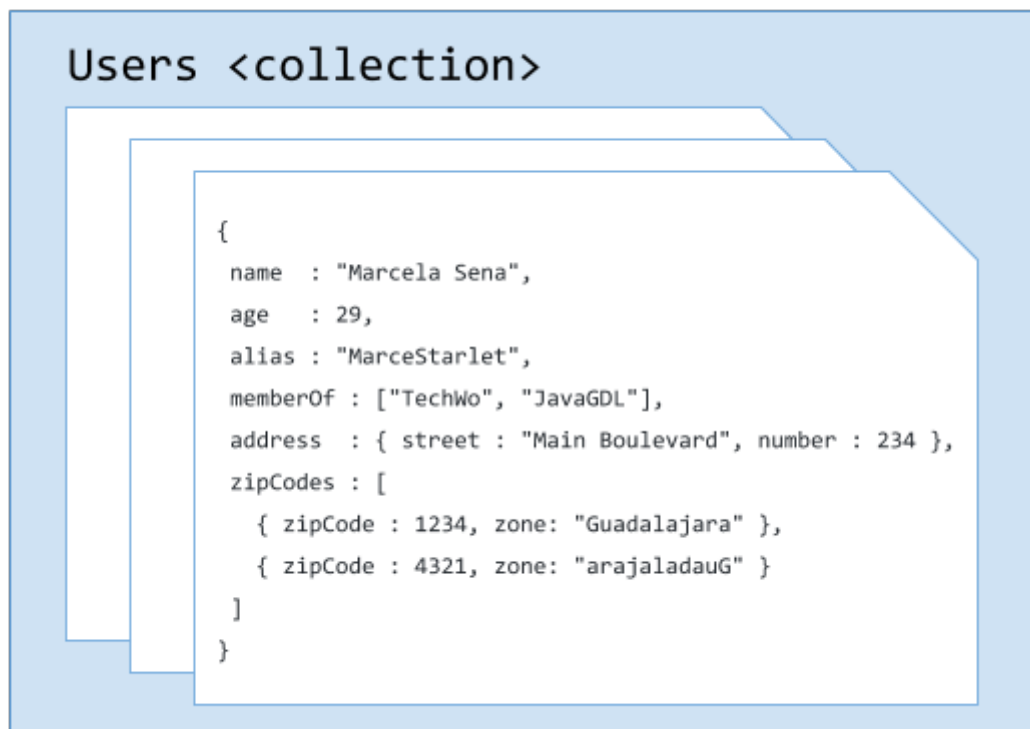 Users <collection>
{
name : "Marcela Sena",
age : 29,
alias : "MarceStarlet",
memberOf : ["TechWo", "JavaGDL"],
address : { street : "Main Boulevard", number : 234 },
zipCodes : [
{ zipCode : 1234, zone: "Guadalajara" },
{ zipCode : 4321, zone: "arajaladauG" }
]
}